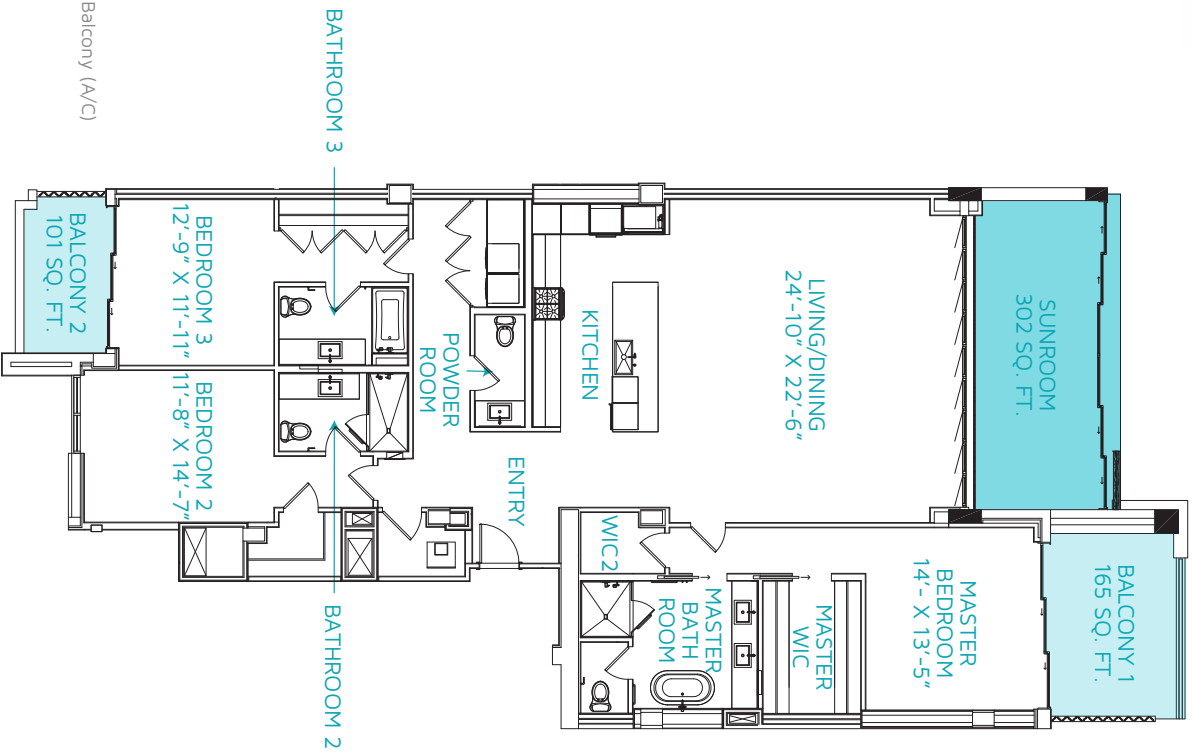 Balcony (A/C)
BATHROOM 3
BALCONY 2
101 SQ. FT.
BEDROOM 3
12'-9" X 11'-11"
BEDROOM 2
11'-8" X 14'-7"
BATHROOM 2
POWDER
ROOM
ENTRY
KITCHEN
LIVING/DINING
24'-10" X 22'-6"
SUNROOM
302 SQ. FT.
WIC2
MASTER
BATH
ROOM
MASTER
WIC
MASTER
BEDROOM
14'- X 13'-5"
BALCONY 1
165 SQ. FT.